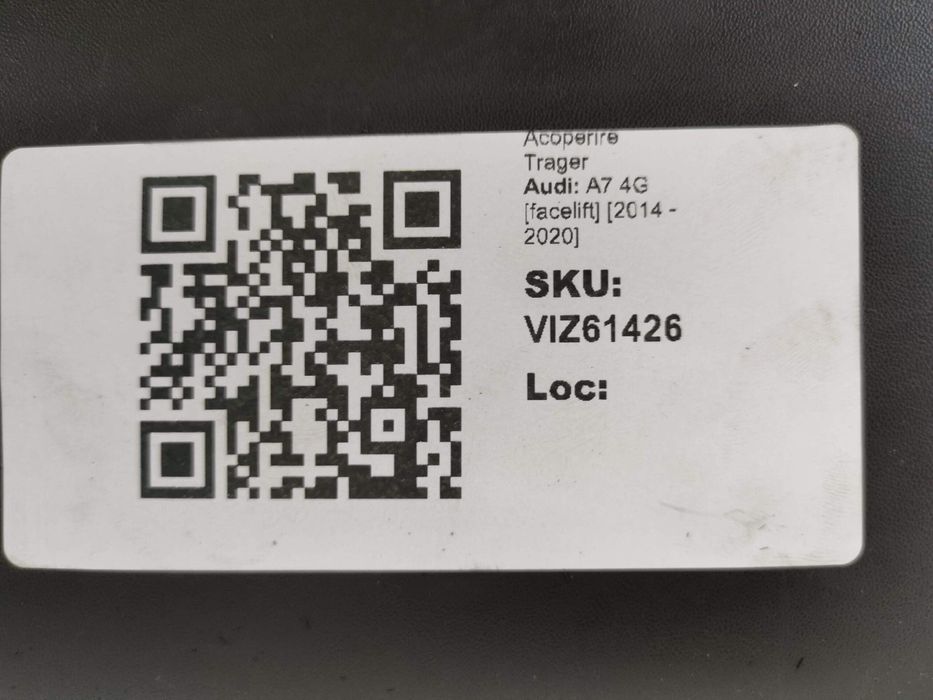 Acoperire
Trager
Audi: A7 4G
[facelift] [2014 -
2020]
SKU:
VIZ61426
Loc: